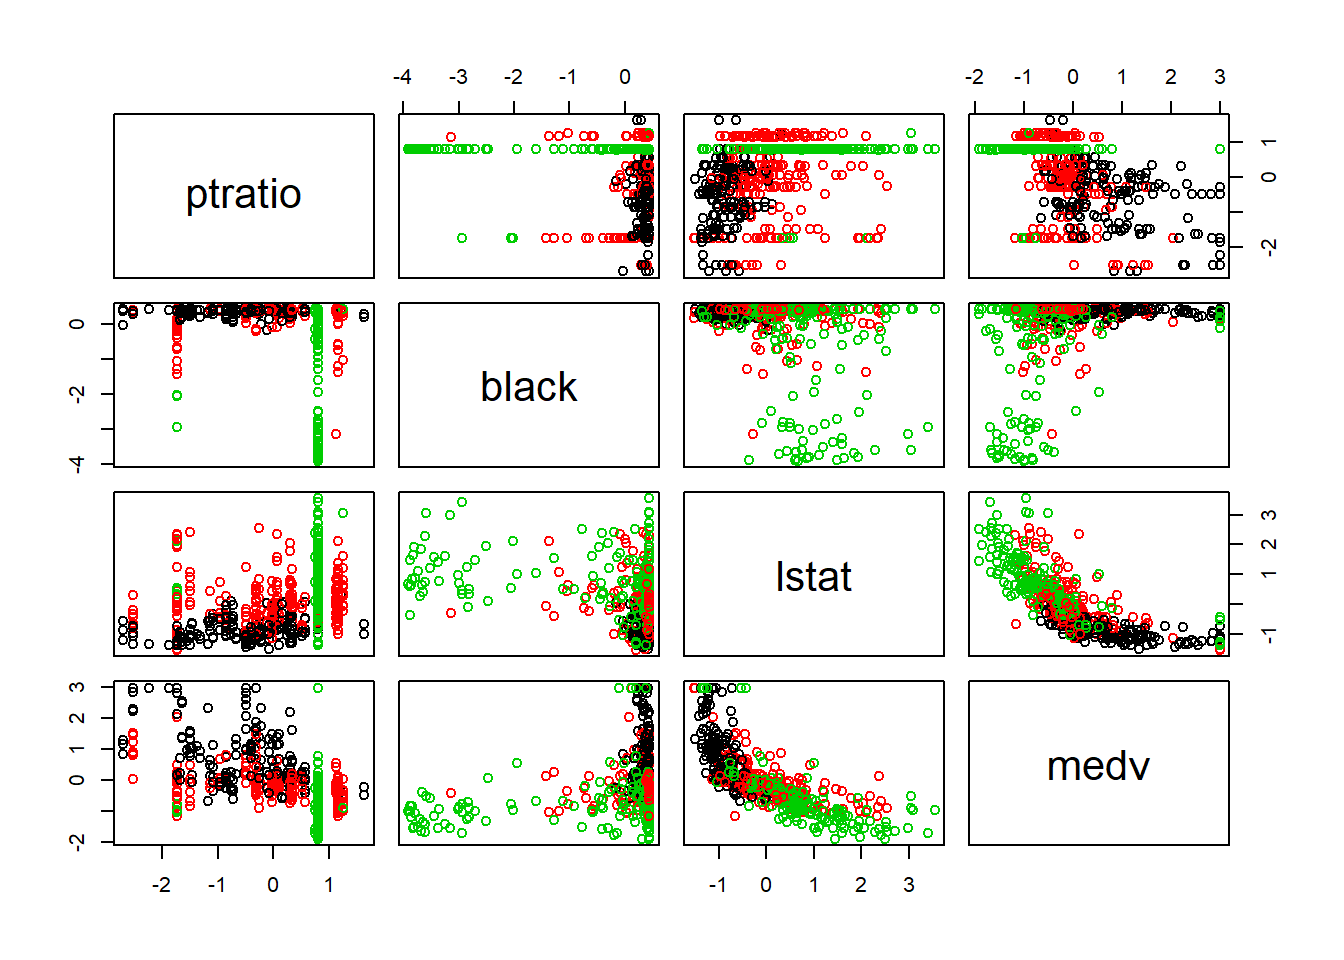 -4 -3 -2 -1 0 -2 -1 0 1 2 3
ptratio
-2 0 1
black
-4 -2 0
lstat
-1 1 2 3
medv
-2 0 1 2 3
-2 -1 0 1 -1 0 1 2 3